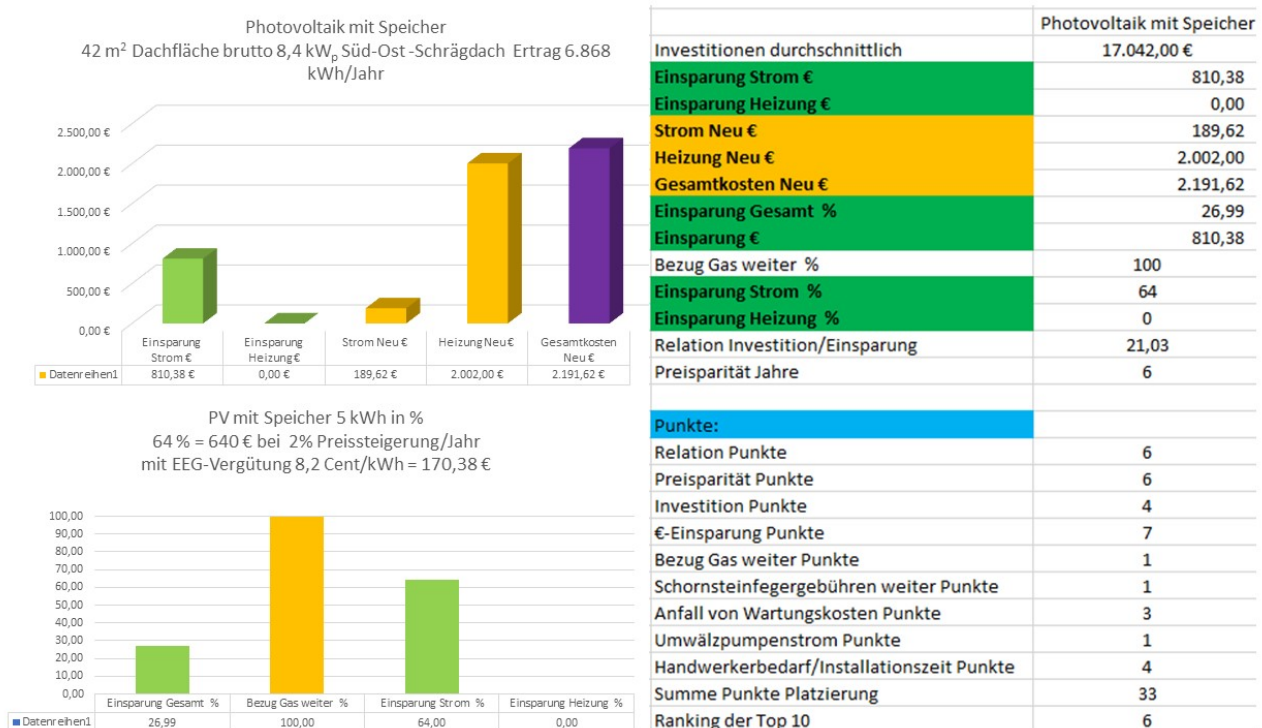 Photovoltaik mit Speicher
42 m² Dachfläche brutto 8,4 kWp Süd-Ost -Schrägdach Ertrag 6.868
kWh/Jahr
2.500,00 €
2.000,00 €
1.500,00 €
1.000,00 €
500,00 €
0,00 €
Einsparung Strom € Einsparung Heizung € Strom Neu € Heizung Neu € Gesamtkosten Neu €
Datenreihen1 810,38 € 0,00 € 189,62 € 2.002,00 € 2.191,62 €
PV mit Speicher 5 kWh in %
64 % = 640 € bei 2% Preissteigerung/Jahr
mit EEG-Vergütung 8,2 Cent/kWh = 170,38 €
100,00
90,00
80,00
70,00
60,00
50,00
40,00
30,00
20,00
10,00
0,00
Einsparung Gesamt % Bezug Gas weiter % Einsparung Strom % Einsparung Heizung %
Datenreihen1 26,99 100,00 64,00 0,00
Photovoltaik mit Speicher
Investitionen durchschnittlich 17.042,00 €
Einsparung Strom € 810,38
Einsparung Heizung € 0,00
Strom Neu € 189,62
Heizung Neu € 2.002,00
Gesamtkosten Neu € 2.191,62
Einsparung Gesamt % 26,99
Einsparung € 810,38
Bezug Gas weiter % 100
Einsparung Strom % 64
Einsparung Heizung % 0
Relation Investition/Einsparung 21,03
Preisparität Jahre 6
Punkte:
Relation Punkte 6
Preisparität Punkte 6
Investition Punkte 4
€-Einsparung Punkte 7
Bezug Gas weiter Punkte 1
Schornsteinfegergebühren weiter Punkte 1
Anfall von Wartungskosten Punkte 3
Umwälzpumpenstrom Punkte 1
Handwerkerbedarf/Installationszeit Punkte 4
Summe Punkte Platzierung 33
Ranking der Top 10 6